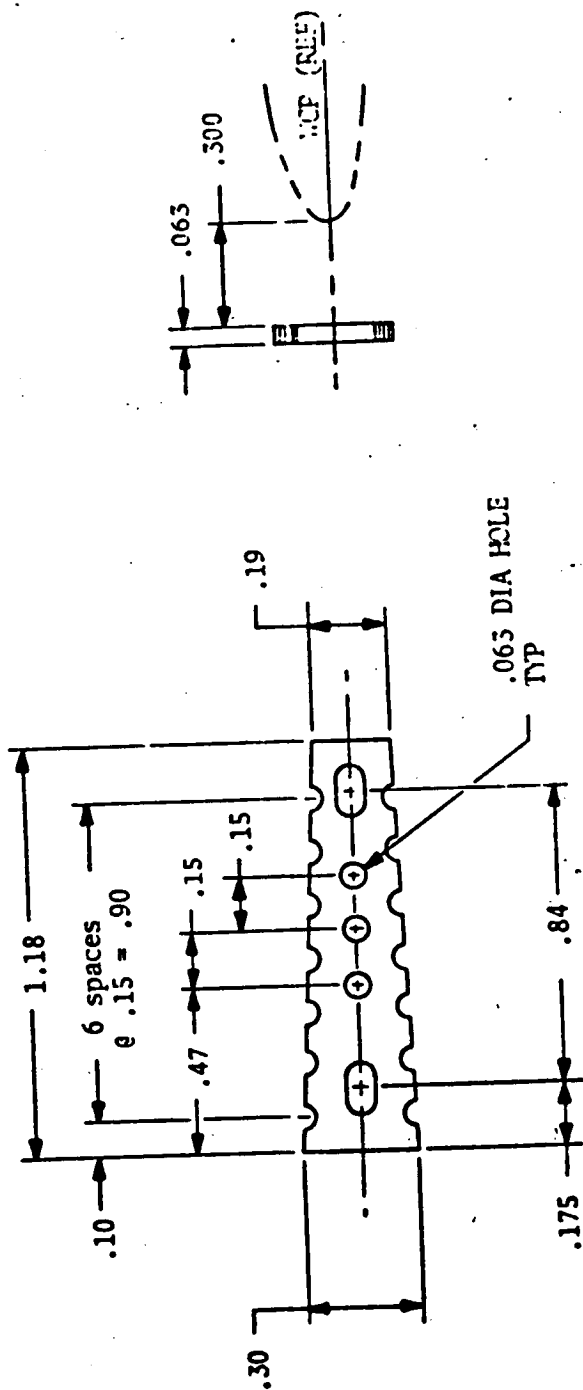 .063
.300
(REF)
1.18
6 spaces
@ .15 = .90
.10
.47
.15
.15
.19
.30
.063 DIA HOLE
TYP
.84
.175